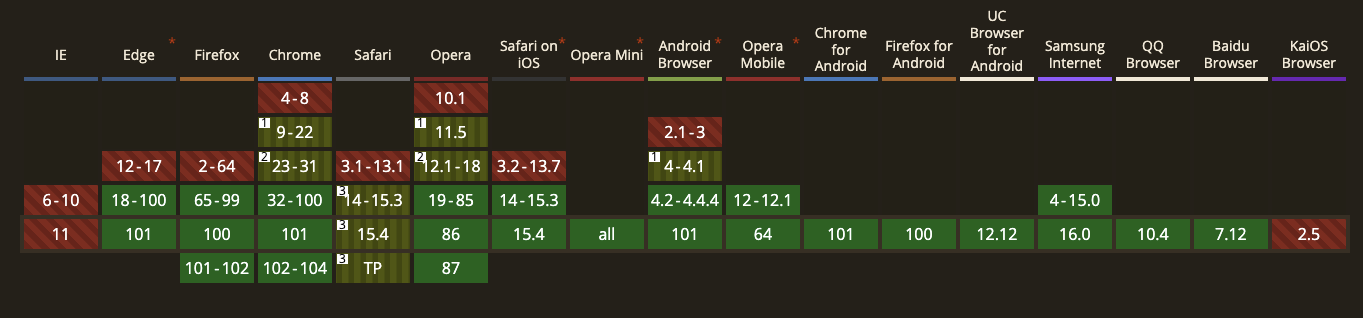 IE
Edge
*
Firefox
Chrome
Safari
Opera
Safari on
iOS
*
Opera Mini
*
Android
Browser
*
Opera
Mobile
*
Chrome
for
Android
Firefox for
Android
UC
Browser
for
Android
Samsung
Internet
QQ
Browser
Baidu
Browser
KaiOS
Browser
4-8
10.1
1
9-22
1
11.5
2.1-3
12-17
2-64
2
23-31
3.1-13.1
2
12.1-18
3.2-13.7
1
4-4.1
6-10
18-100
65-99
32-100
3
14-15.3
19-85
14-15.3
4.2-4.4.4
12-12.1
4-15.0
11
101
100
101
3
15.4
86
15.4
all
101
64
101
100
12.12
16.0
10.4
7.12
2.5
101-102
102-104
3
TP
87